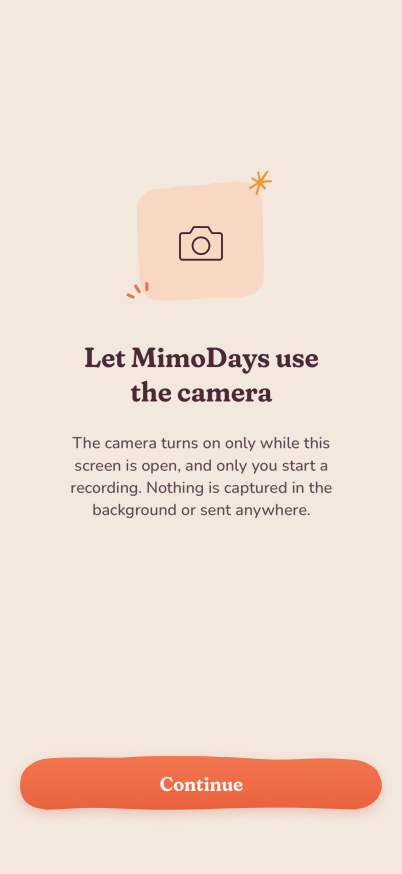 Let MimoDays use
the camera
The camera turns on only while this
screen is open, and only you start a
recording. Nothing is captured in the
background or sent anywhere.
Continue